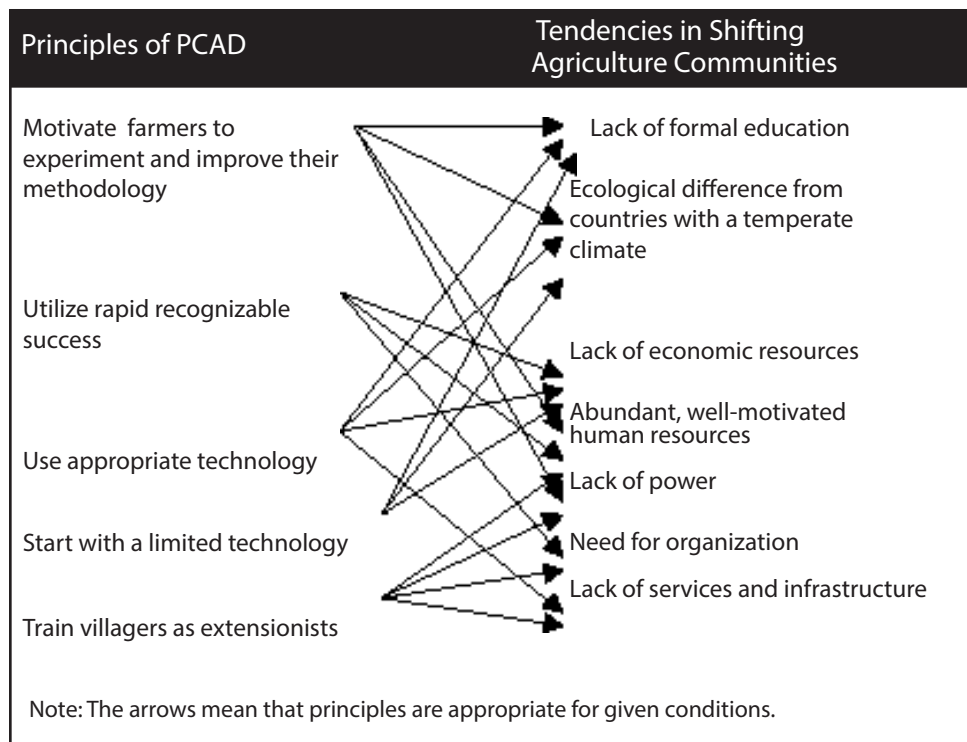 Principles of PCAD
Tendencies in Shifting
Agriculture Communities
Motivate farmers to
experiment and improve their
methodology
Utilize rapid recognizable
success
Use appropriate technology
Start with a limited technology
Train villagers as extensionists
Lack of formal education
Ecological difference from
countries with a temperate
climate
Lack of economic resources
Abundant, well-motivated
human resources
Lack of power
Need for organization
Lack of services and infrastructure
Note: The arrows mean that principles are appropriate for given conditions.